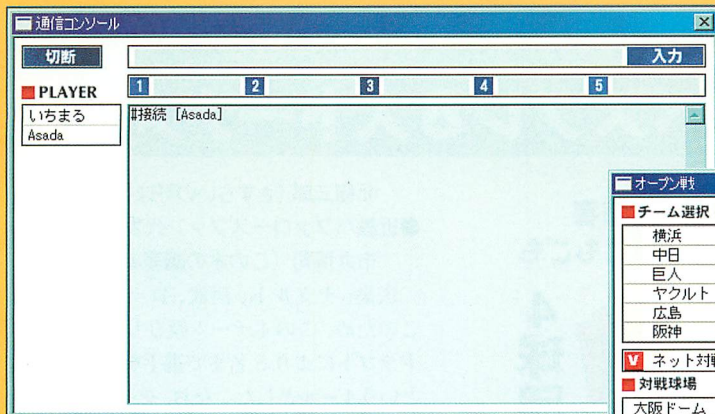 通信コンソール
切断
入力
PLAYER
1 2 3 4 5
いちまる
Asada
#接続 [Asada]
オープン戦
チーム選択
横浜
中日
巨人
ヤクルト
広島
阪神
V ネット対戦
対戦球場
大阪ドーム